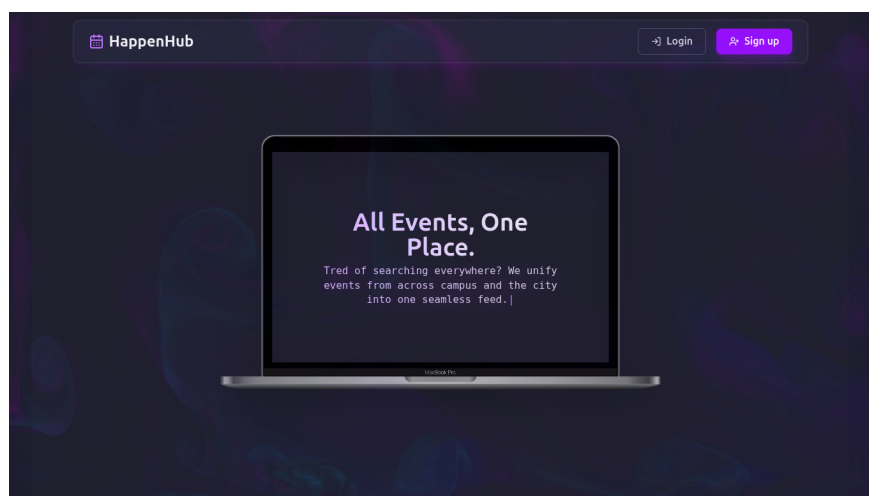 HappenHub
Login
Sign up
All Events, One
Place.
Tred of searching everywhere? We unify
events from across campus and the city
into one seamless feed.|
MacBook Pro